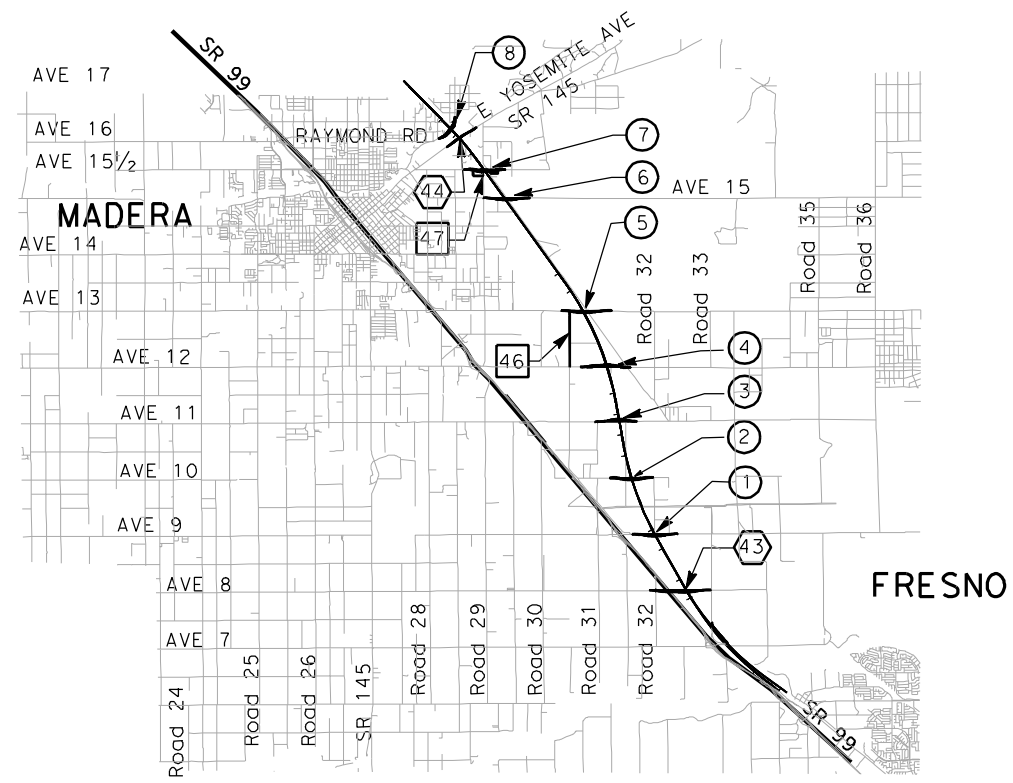 SR 99
8
E YOSEMITE AVE
SR 145
AVE 17
AVE 16
RAYMOND RD
7
AVE 15½
44
6
AVE 15
MADERA
47
5
Road 35
Road 36
AVE 14
Road 32
Road 33
AVE 13
46
4
AVE 12
3
AVE 11
2
AVE 10
1
AVE 9
43
AVE 8
FRESNO
AVE 7
Road 24
Road 25
Road 26
SR 145
Road 28
Road 29
Road 30
Road 31
Road 32
SR 99